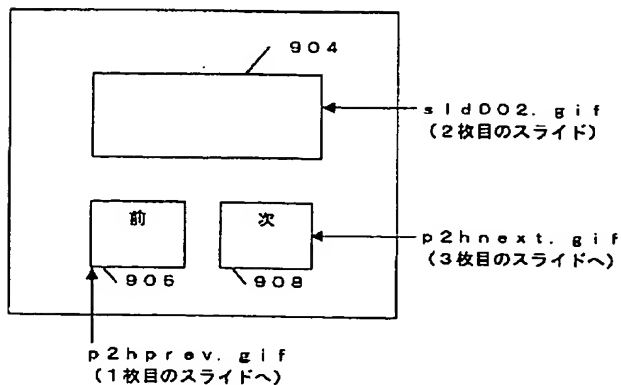 904
sldD02.gif
(2枚目のスライド)
前
次
p2hnext.gif
(3枚目のスライドへ)
906
908
p2hprev.gif
(1枚目のスライドへ)